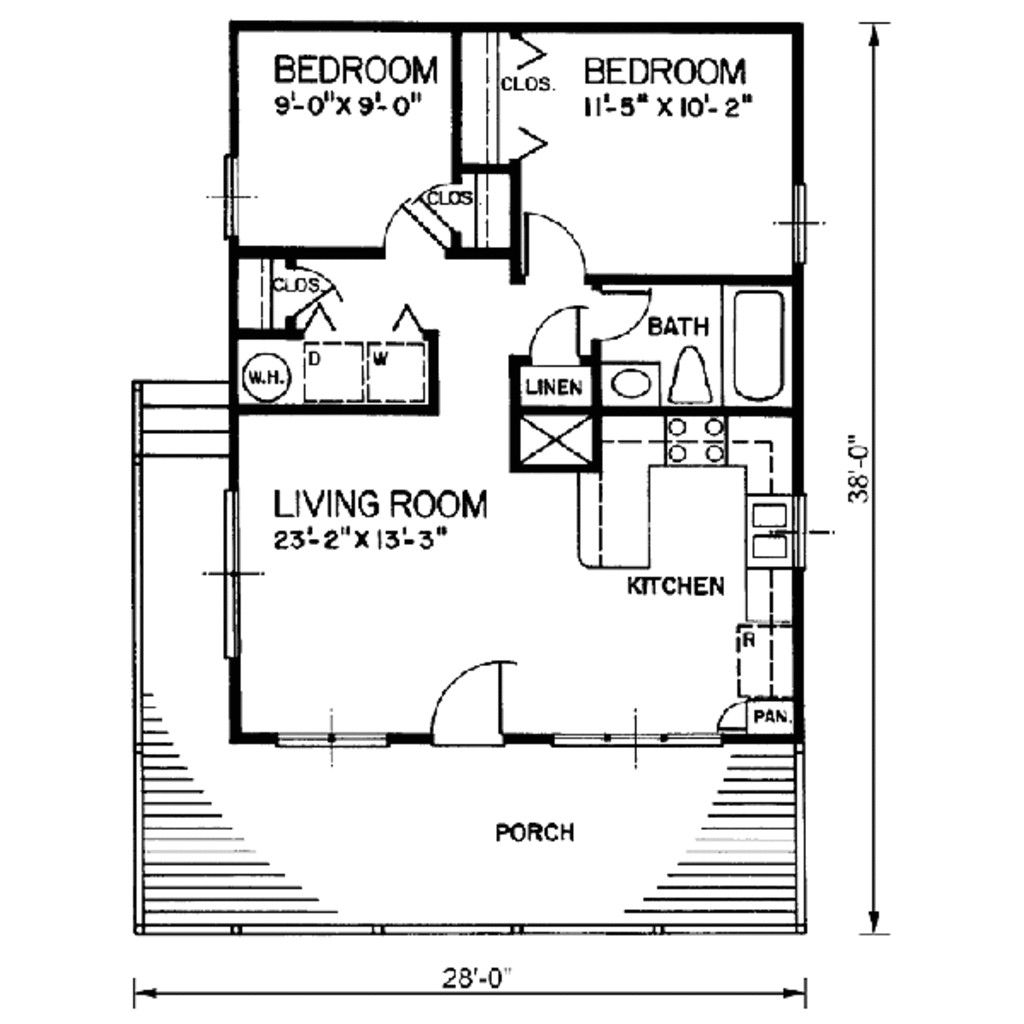 BEDROOM
9'-0" X 9'-0"
CLOS.
BEDROOM
11'-5" X 10'-2"
CLOS
CLOS.
BATH
D
W
W.H.
LINEN
LIVING ROOM
23'-2" X 13'-3"
KITCHEN
R
PAN.
PORCH
38'-0"
28'-0"